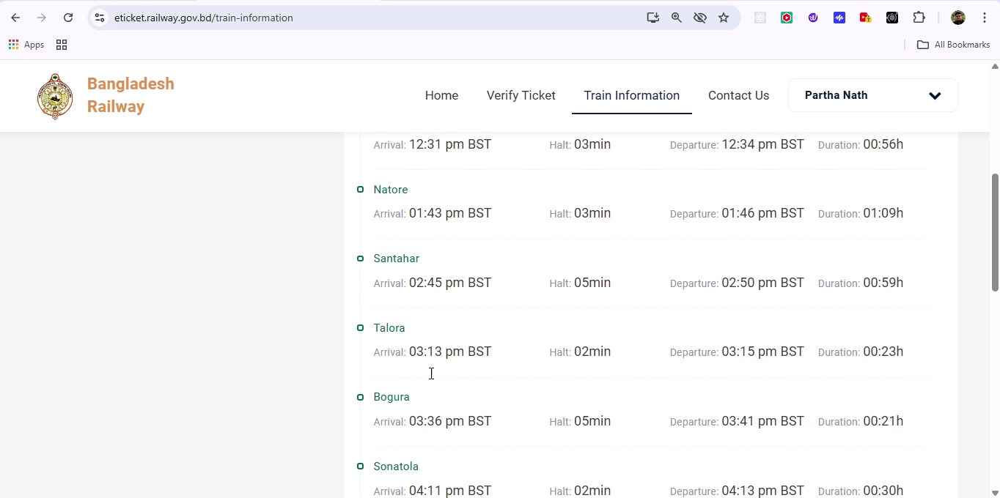 eticket.railway.gov.bd/train-information
Apps
All Bookmarks
Bangladesh
Railway
Home Verify Ticket Train Information Contact Us Partha Nath
Arrival: 12:31 pm BST Halt: 03min Departure: 12:34 pm BST Duration: 00:56h
Natore
Arrival: 01:43 pm BST Halt: 03min Departure: 01:46 pm BST Duration: 01:09h
Santahar
Arrival: 02:45 pm BST Halt: 05min Departure: 02:50 pm BST Duration: 00:59h
Talora
Arrival: 03:13 pm BST Halt: 02min Departure: 03:15 pm BST Duration: 00:23h
Bogura
Arrival: 03:36 pm BST Halt: 05min Departure: 03:41 pm BST Duration: 00:21h
Sonatola
Arrival: 04:11 pm BST Halt: 02min Departure: 04:13 pm BST Duration: 00:30h